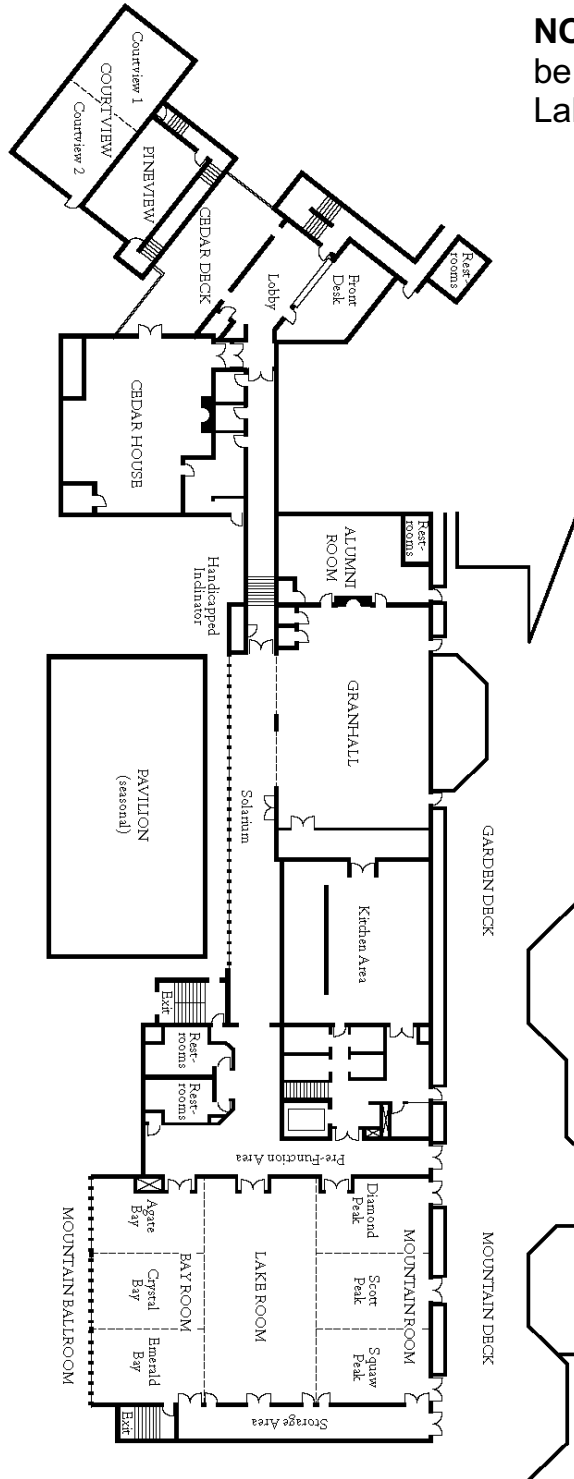 NO
be
Lal
Courtview 1
COURTVIEW
Courtview 2
PINEVIEW
CEDAR DECK
Lobby
Front
Desk
Rest-
rooms
CEDAR HOUSE
Handicapped
Inclinator
ALUMNI
ROOM
Rest-
rooms
GRANHALL
PAVILION
(seasonal)
Solarium
GARDEN DECK
Kitchen Area
Exit
Rest-
rooms
Rest-
rooms
Pre-Function Area
Diamond
Peak
Scott
Peak
Squaw
Peak
MOUNTAIN ROOM
MOUNTAIN DECK
LAKE ROOM
BAY ROOM
Agate
Bay
Crystal
Bay
Emerald
Bay
MOUNTAIN BALLROOM
Storage Area
Exit